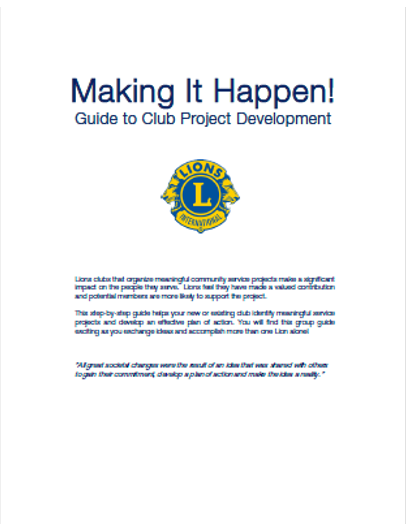 Making It Happen!
Guide to Club Project Development
LIONS
L
INTERNATIONAL
Lions clubs that organize meaningful community service projects make a significant
impact on the people they serve. Lions feel they have made a valued contribution
and potential members are more likely to support the project.
This step-by-step guide helps your new or existing club identify meaningful service
projects and develop an effective plan of action. You will find this group guide
exciting as you exchange ideas and accomplish more than one Lion alone!
"All great societal changes were the result of an idea that was shared with others
to gain their commitment, develop a plan of action and make the idea a reality."